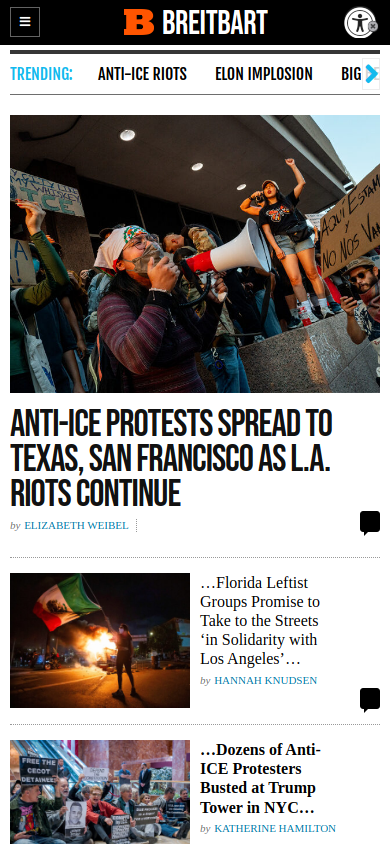 BREITBART
TRENDING:
ANTI-ICE RIOTS
ELON IMPLOSION
BIG
AQUÍ ESTAM
Y NO NOS VAM
ANTI-ICE PROTESTS SPREAD TO
TEXAS, SAN FRANCISCO AS L.A.
RIOTS CONTINUE
by ELIZABETH WEIBEL
…Florida Leftist
Groups Promise to
Take to the Streets
‘in Solidarity with
Los Angeles’…
by HANNAH KNUDSEN
FREE THE
CECOT
DETAINEES
…Dozens of Anti-
ICE Protesters
Busted at Trump
Tower in NYC…
by KATHERINE HAMILTON